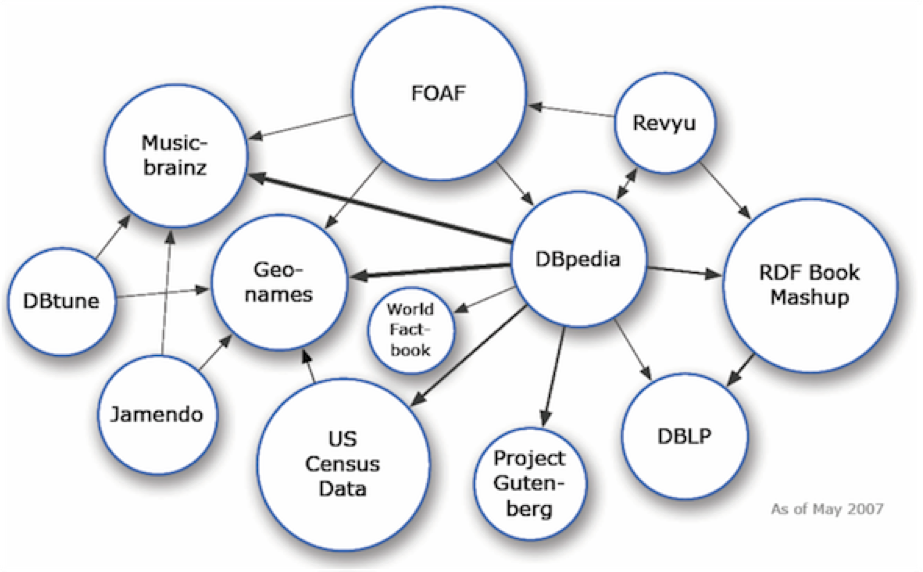 FOAF
Revyu
Music-
brainz
DBpedia
RDF Book
Mashup
Geo-
names
DBtune
World
Fact-
book
Jamendo
US
Census
Data
Project
Guten-
berg
DBLP
As of May 2007